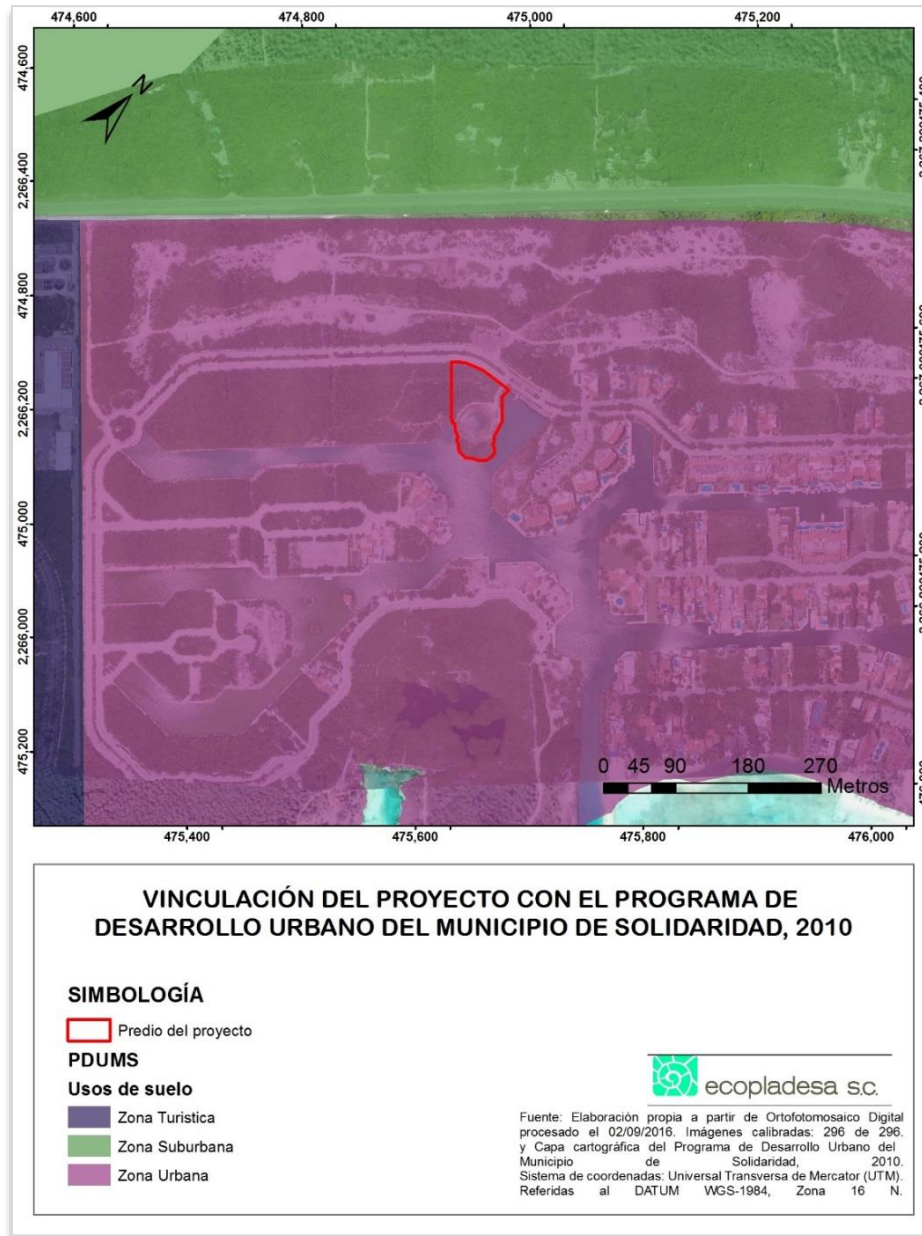 474,600 474,800 475,000 475,200
474,600
2,266,400
474,800
2,266,200
475,000
2,266,000
475,200
N
0 45 90 180 270
Metros
475,400 475,600 475,800 476,000
VINCULACIÓN DEL PROYECTO CON EL PROGRAMA DE
DESARROLLO URBANO DEL MUNICIPIO DE SOLIDARIDAD, 2010
SIMBOLOGÍA
Predio del proyecto
PDUMS
Usos de suelo
Zona Turistica
Zona Suburbana
Zona Urbana
ecopladesa s.c.
Fuente: Elaboración propia a partir de Ortofotomosaico Digital
procesado el 02/09/2016. Imágenes calibradas: 296 de 296.
y Capa cartográfica del Programa de Desarrollo Urbano del
Municipio de Solidaridad, 2010.
Sistema de coordenadas: Universal Transversa de Mercator (UTM).
Referidas al DATUM WGS-1984, Zona 16 N.